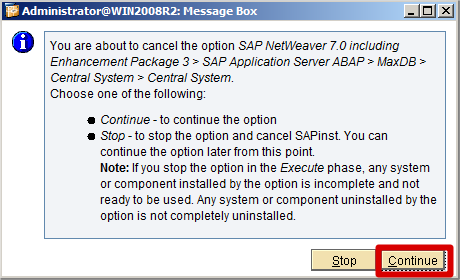 Administrator@WIN2008R2: Message Box
You are about to cancel the option SAP NetWeaver 7.0 including
Enhancement Package 3 > SAP Application Server ABAP > MaxDB >
Central System > Central System.
Choose one of the following:
Continue - to continue the option
Stop - to stop the option and cancel SAPinst. You can
continue the option later from this point.
Note: If you stop the option in the Execute phase, any system
or component installed by the option is incomplete and not
ready to be used. Any system or component uninstalled by the
option is not completely uninstalled.
Stop Continue